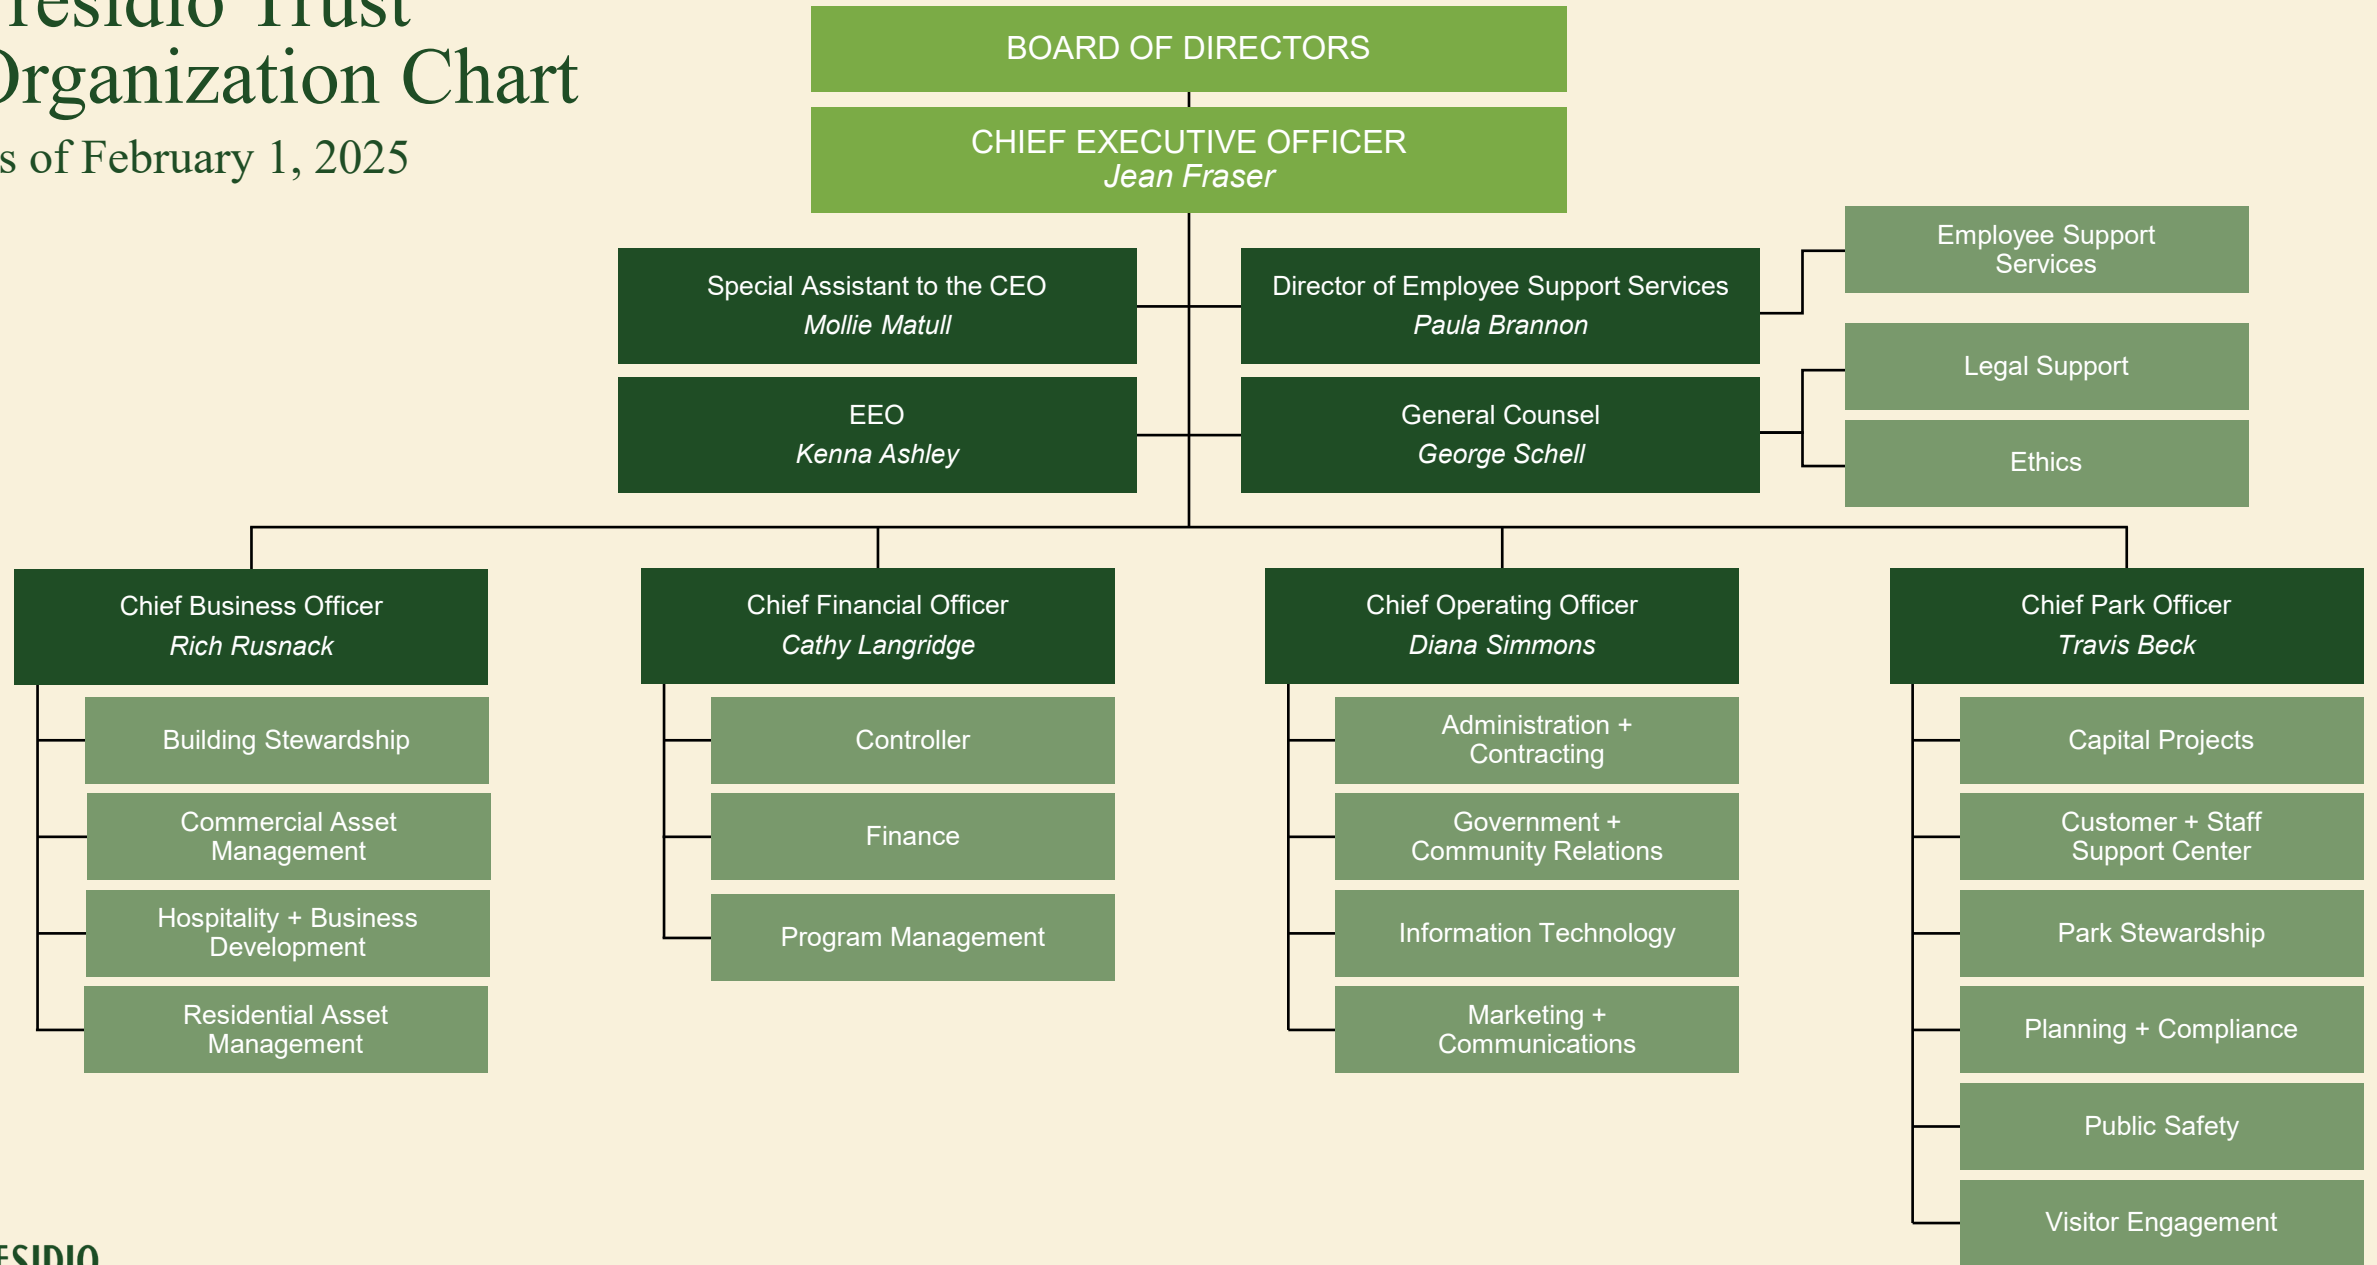 residio Trust
Organization Chart
s of February 1, 2025
BOARD OF DIRECTORS
CHIEF EXECUTIVE OFFICER
Jean Fraser
Special Assistant to the CEO
Mollie Matull
Director of Employee Support Services
Paula Brannon
Employee Support
Services
EEO
Kenna Ashley
General Counsel
George Schell
Legal Support
Ethics
Chief Business Officer
Rich Rusnack
Building Stewardship
Commercial Asset
Management
Hospitality + Business
Development
Residential Asset
Management
Chief Financial Officer
Cathy Langridge
Controller
Finance
Program Management
Chief Operating Officer
Diana Simmons
Administration +
Contracting
Government +
Community Relations
Information Technology
Marketing +
Communications
Chief Park Officer
Travis Beck
Capital Projects
Customer + Staff
Support Center
Park Stewardship
Planning + Compliance
Public Safety
Visitor Engagement
ESIDIO